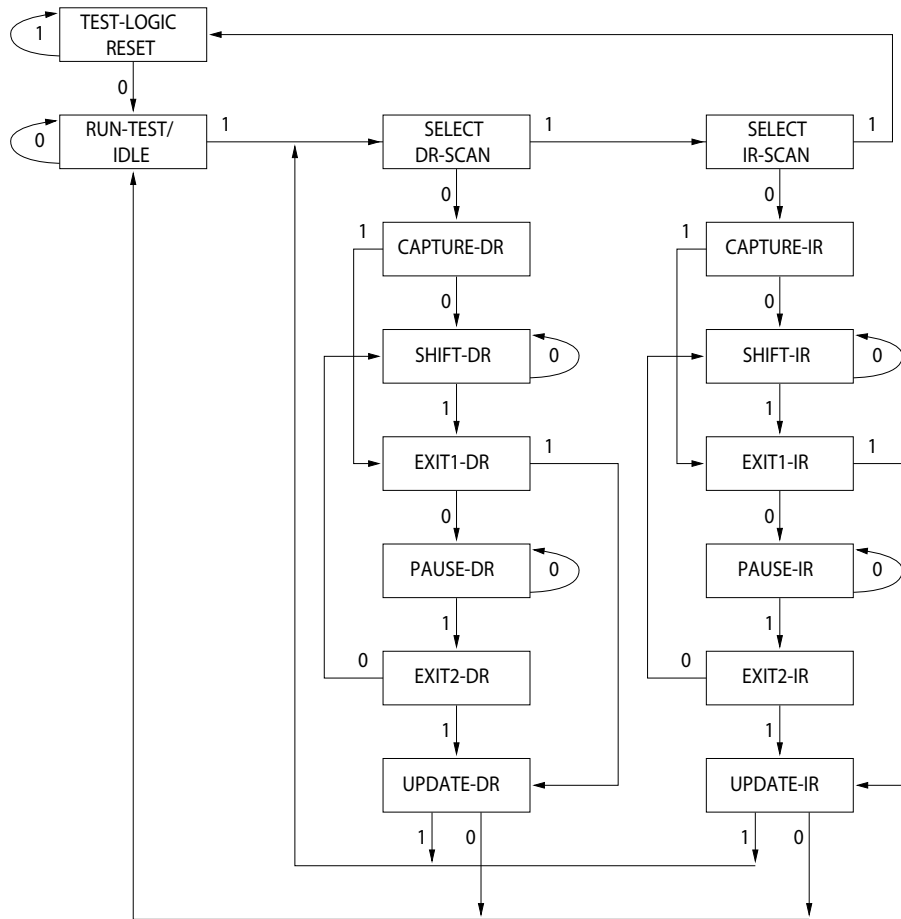 TEST-LOGIC
RESET
1
0
RUN-TEST/
IDLE
0
1
SELECT
DR-SCAN
1
SELECT
IR-SCAN
1
0
0
1
CAPTURE-DR
1
CAPTURE-IR
0
0
SHIFT-DR
0
SHIFT-IR
0
1
1
EXIT1-DR
1
EXIT1-IR
1
0
0
PAUSE-DR
0
PAUSE-IR
0
1
1
0
EXIT2-DR
0
EXIT2-IR
1
1
UPDATE-DR
UPDATE-IR
1
0
1
0